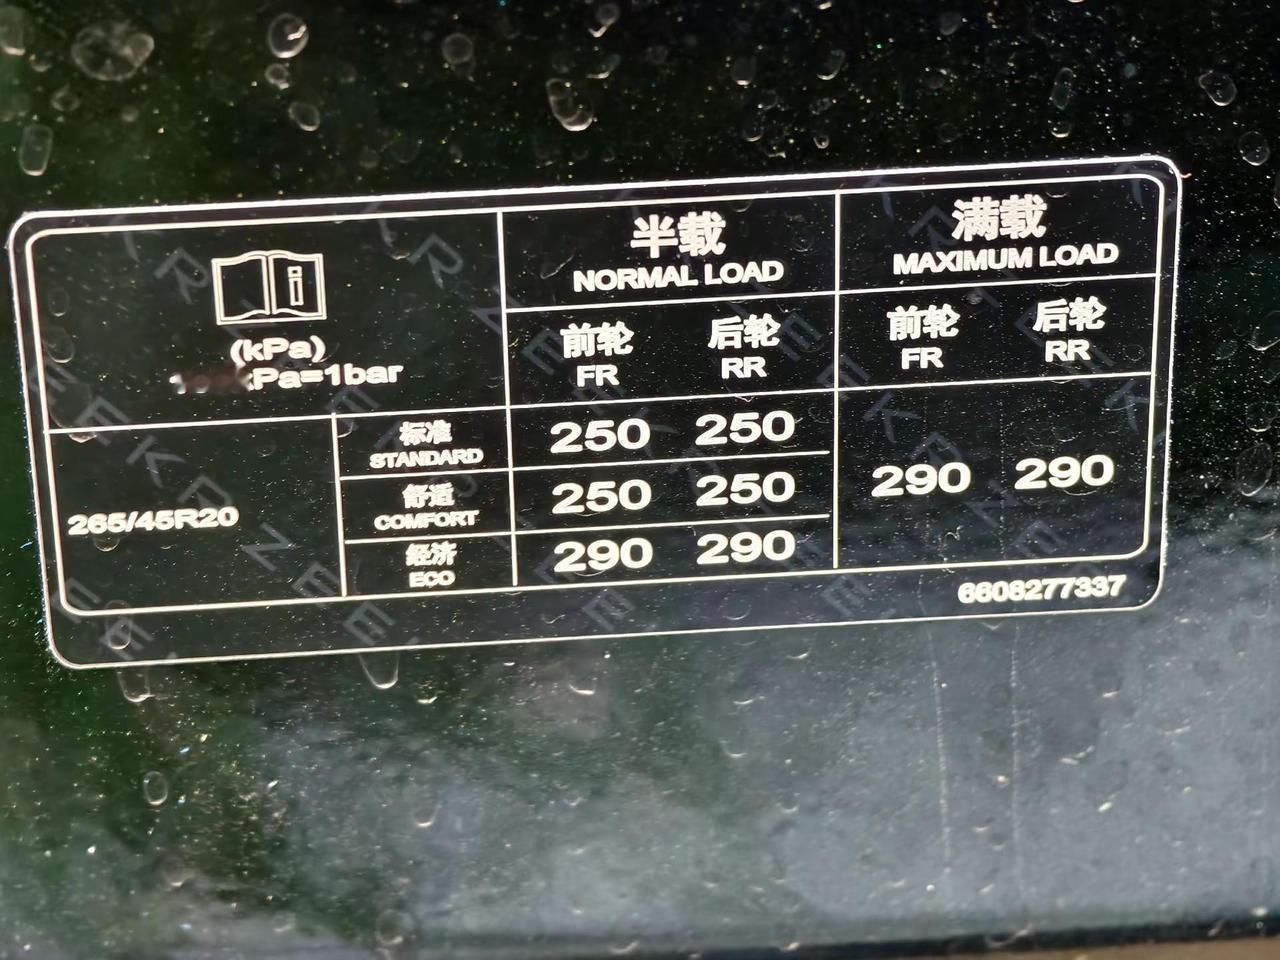 半载
NORMAL LOAD
满载
MAXIMUM LOAD
(kPa)
kPa=1bar
前轮
FR
后轮
RR
前轮
FR
后轮
RR
265/45R20
标准
STANDARD
250 250
舒适
COMFORT
250 250
经济
ECO
290 290
290 290
6608277337